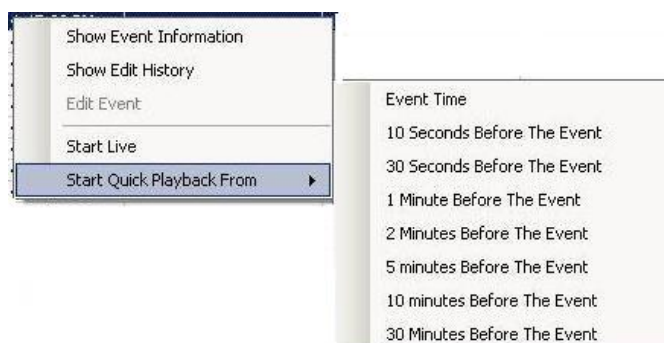 Show Event Information
Show Edit History
Edit Event
Start Live
Start Quick Playback From
Event Time
10 Seconds Before The Event
30 Seconds Before The Event
1 Minute Before The Event
2 Minutes Before The Event
5 minutes Before The Event
10 minutes Before The Event
30 Minutes Before The Event